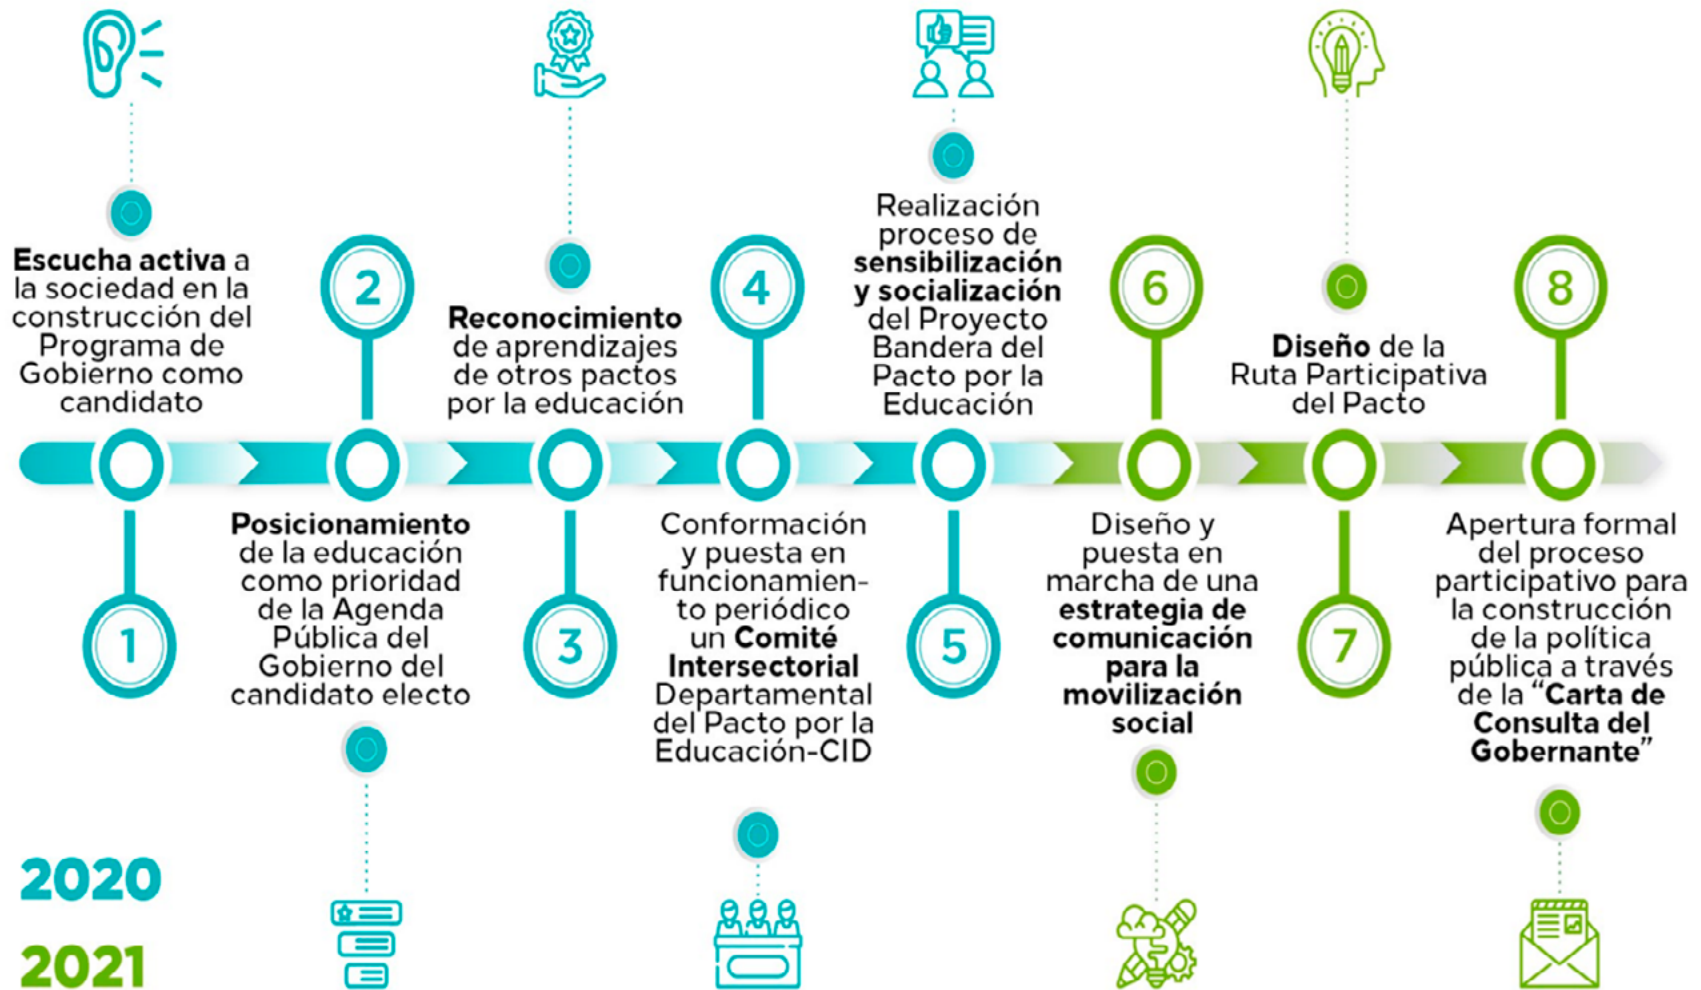 Escucha activa a
la sociedad en la
construcción del
Programa de
Gobierno como
candidato
1
2
Posicionamiento
de la educación
como prioridad
de la Agenda
Pública del
Gobierno del
candidato electo
Reconocimiento
de aprendizajes
de otros pactos
por la educación
3
4
Conformación
y puesta en
funcionamien-
to periódico
un Comité
Intersectorial
Departamental
del Pacto por la
Educación-CID
Realización
proceso de
sensibilización
y socialización
del Proyecto
Bandera del
Pacto por la
Educación
5
6
Diseño y
puesta en
marcha de una
estrategia de
comunicación
para la
movilización
social
Diseño de la
Ruta Participativa
del Pacto
7
8
Apertura formal
del proceso
participativo para
la construcción
de la política
pública a través
de la “Carta de
Consulta del
Gobernante”
2020
2021